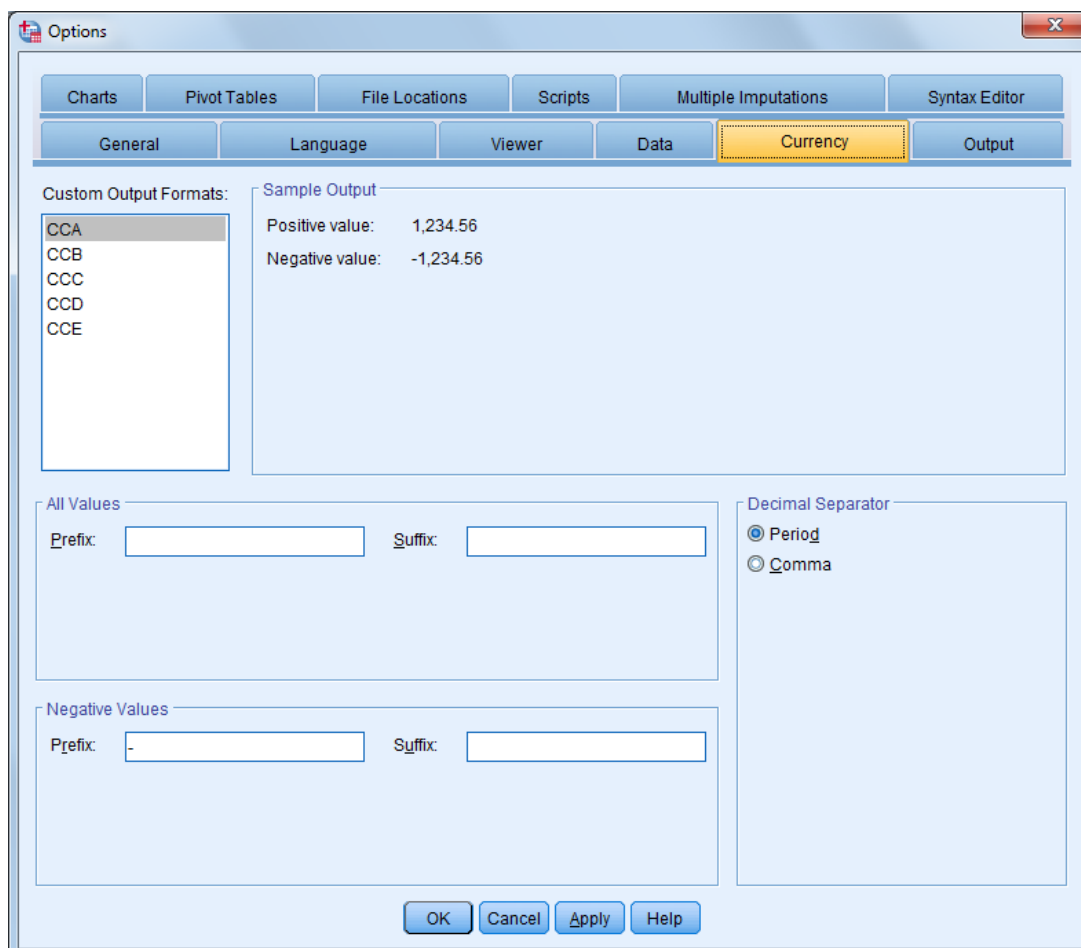 Options
Charts
Pivot Tables
File Locations
Scripts
Multiple Imputations
Syntax Editor
General
Language
Viewer
Data
Currency
Output
Custom Output Formats:
CCA
CCB
CCC
CCD
CCE
Sample Output
Positive value: 1,234.56
Negative value: -1,234.56
All Values
Prefix:
Suffix:
Decimal Separator
Period
Comma
Negative Values
Prefix: -
Suffix:
OK
Cancel
Apply
Help